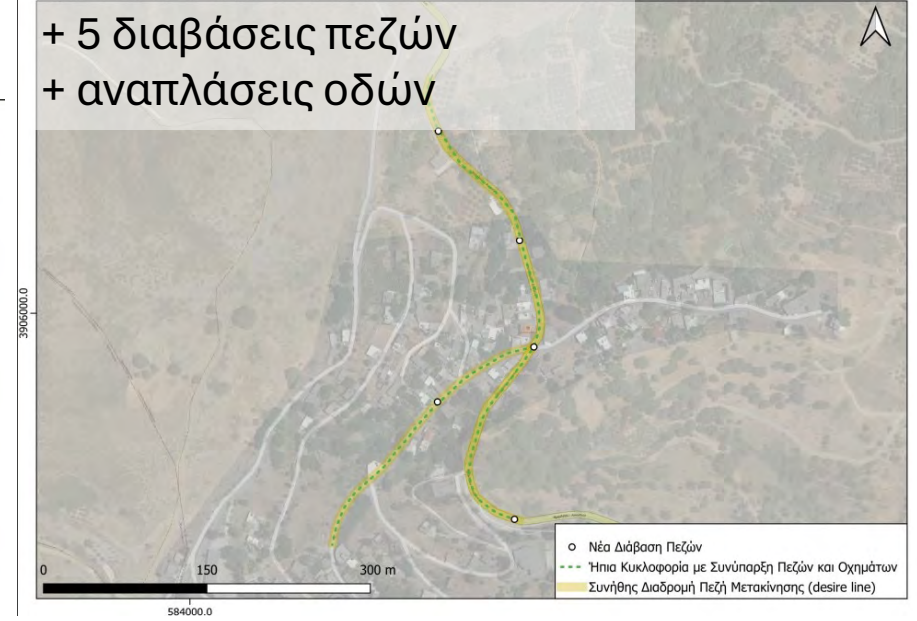 + 5 διαβάσεις πεζών
+ αναπλάσεις οδών
3906000.0
0 150 300 m
584000.0
Νέα Διάβαση Πεζών
Ήπια Κυκλοφορία με Συνύπαρξη Πεζών και Οχημάτων
Συνήθης Διαδρομή Πεζή Μετακίνησης (desire line)